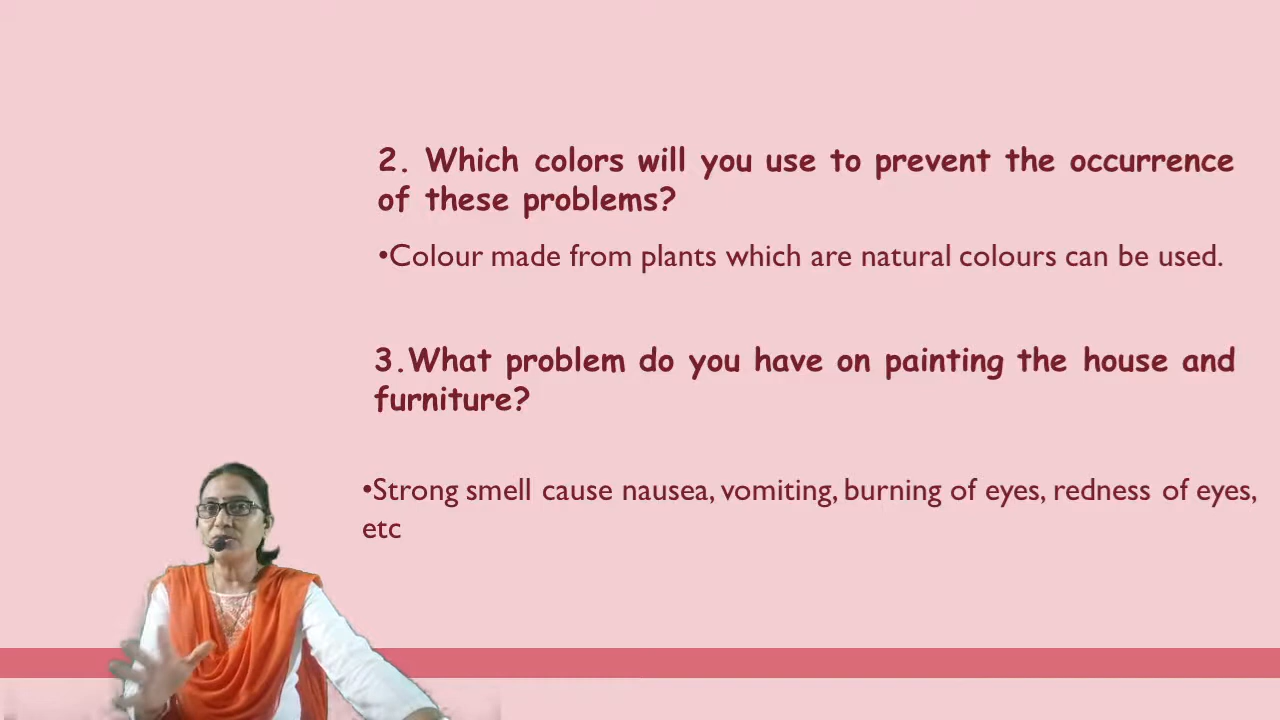 2. Which colors will you use to prevent the occurrence
of these problems?
•Colour made from plants which are natural colours can be used.
3.What problem do you have on painting the house and
furniture?
•Strong smell cause nausea, vomiting, burning of eyes, redness of eyes,
etc